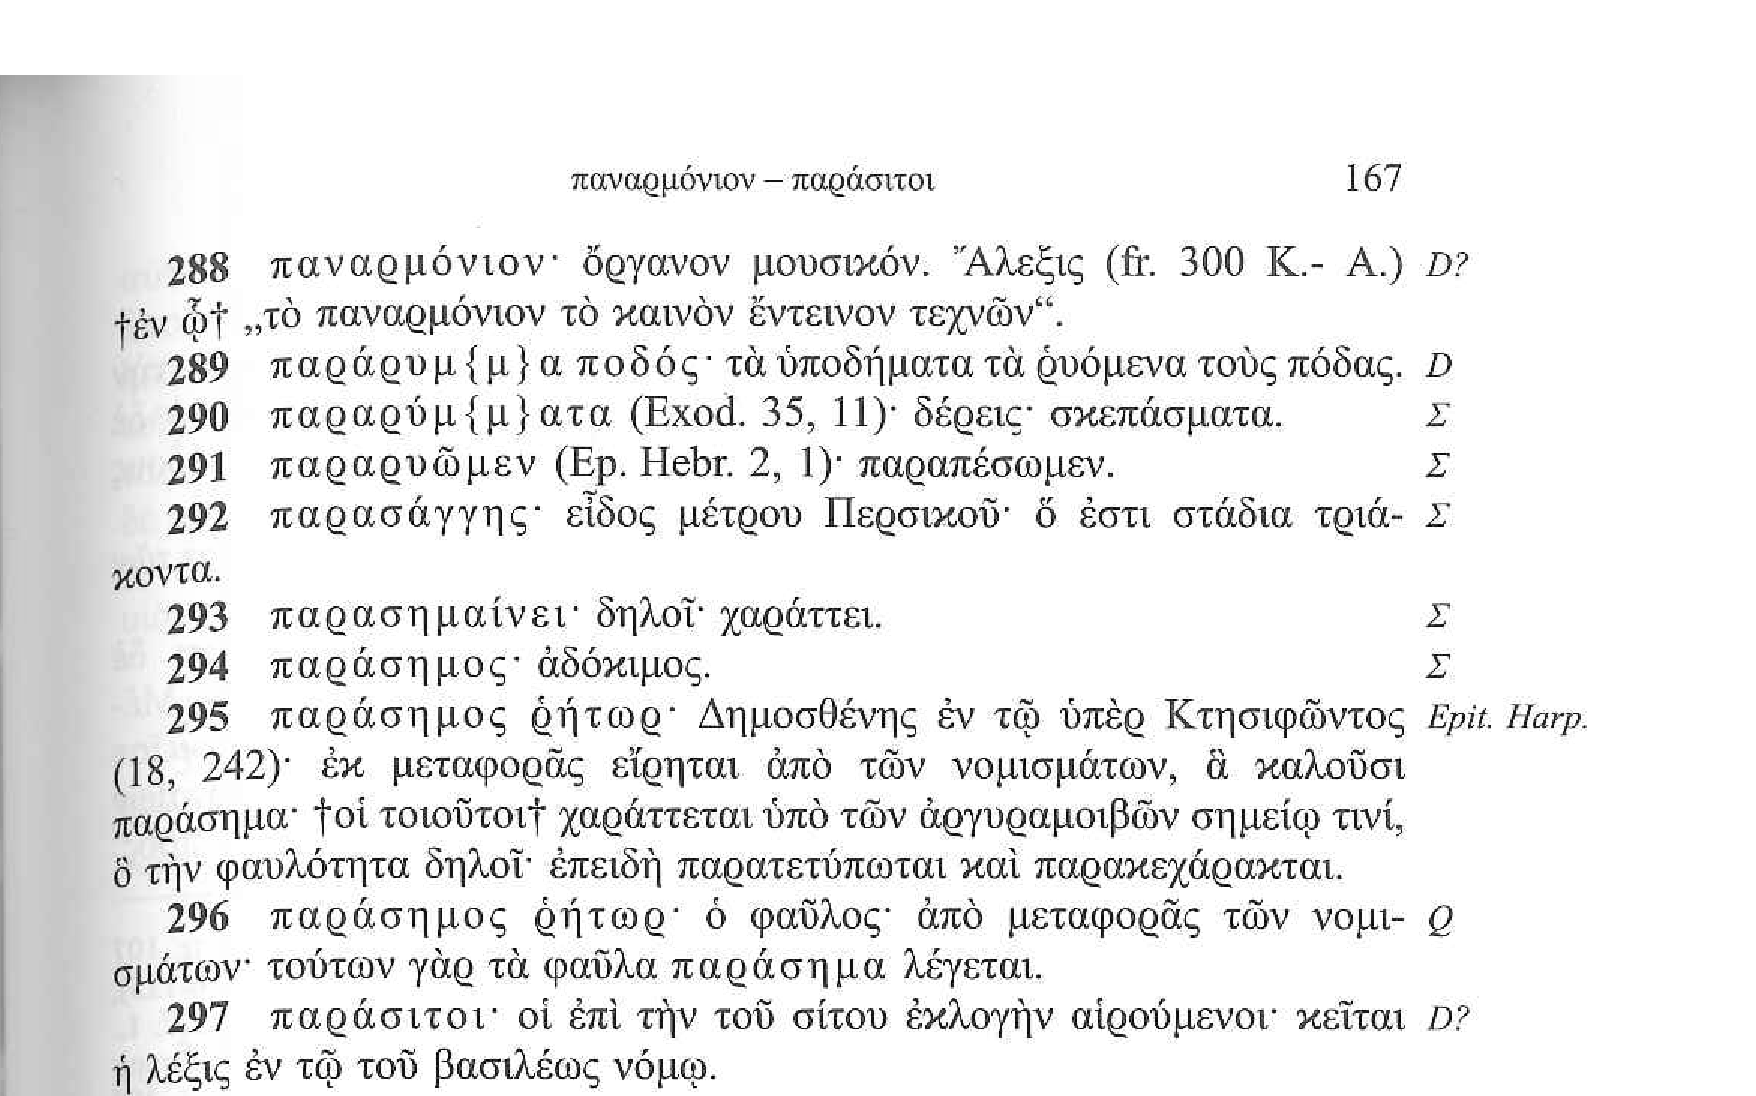 παναρμόνιον – παράσιτοι 167
288 παναρμόνιον· ὄργανον μουσικόν. Ἄλεξις (fr. 300 K.- A.) D?
†ἐν ᾧ† „τὸ παναρμόνιον τὸ καινὸν ἔντεινον τεχνῶν“.
289 παράρυμ{μ}α ποδός· τὰ ὑποδήματα τὰ ῥυόμενα τοὺς πόδας. D
290 παραρύμ{μ}ατα (Exod. 35, 11)· δέρεις· σκεπάσματα. Σ
291 παραρυῶμεν (Ep. Hebr. 2, 1)· παραπέσωμεν. Σ
292 παρασάγγης· εἶδος μέτρου Περσικοῦ· ὅ ἐστι στάδια τριά- Σ
κοντα.
293 παρασημαίνει· δηλοῖ· χαράττει. Σ
294 παράσημος· ἀδόκιμος. Σ
295 παράσημος ῥήτωρ· Δημοσθένης ἐν τῷ ὑπὲρ Κτησιφῶντος Epit. Harp.
(18, 242)· ἐκ μεταφορᾶς εἴρηται ἀπὸ τῶν νομισμάτων, ἃ καλοῦσι
παράσημα· †οἱ τοιοῦτοι† χαράττεται ὑπὸ τῶν ἀργυραμοιβῶν σημείῳ τινί,
ὃ τὴν φαυλότητα δηλοῖ· ἐπειδὴ παρατετύπωται καὶ παρακεχάρακται.
296 παράσημος ῥήτωρ· ὁ φαῦλος· ἀπὸ μεταφορᾶς τῶν νομι- Q
σμάτων· τούτων γὰρ τὰ φαῦλα παράσημα λέγεται.
297 παράσιτοι· οἱ ἐπὶ τὴν τοῦ σίτου ἐκλογὴν αἱρούμενοι· κεῖται D?
ἡ λέξις ἐν τῷ τοῦ βασιλέως νόμῳ.